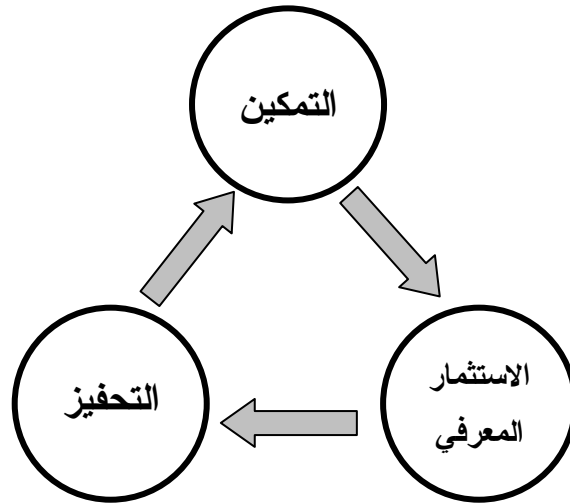 التمكين
الاستثمار
المعرفي
التحفيز